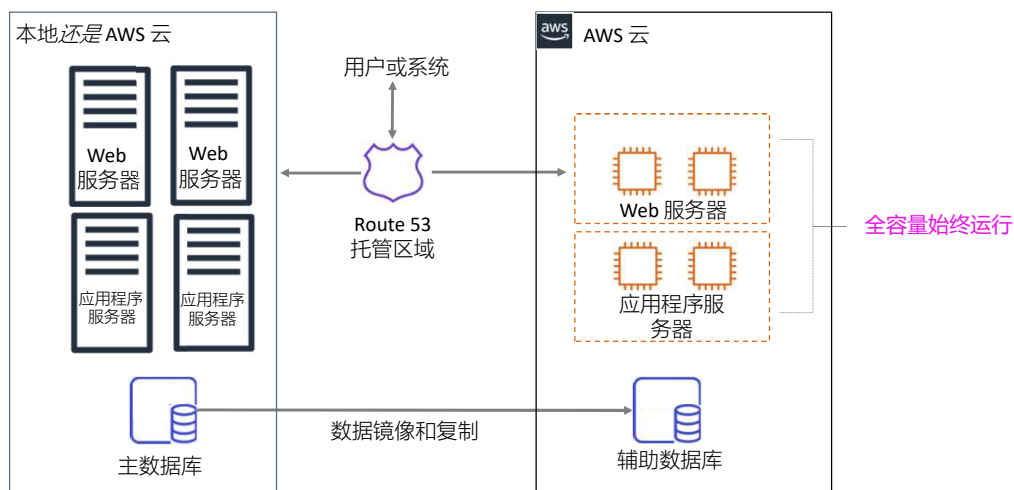 本地还是 AWS 云
Web
服务器
Web
服务器
应用程序
服务器
应用程序
服务器
主数据库
用户或系统
Route 53
托管区域
数据镜像和复制
aws
AWS 云
Web 服务器
应用程序服
务器
辅助数据库
全容量始终运行